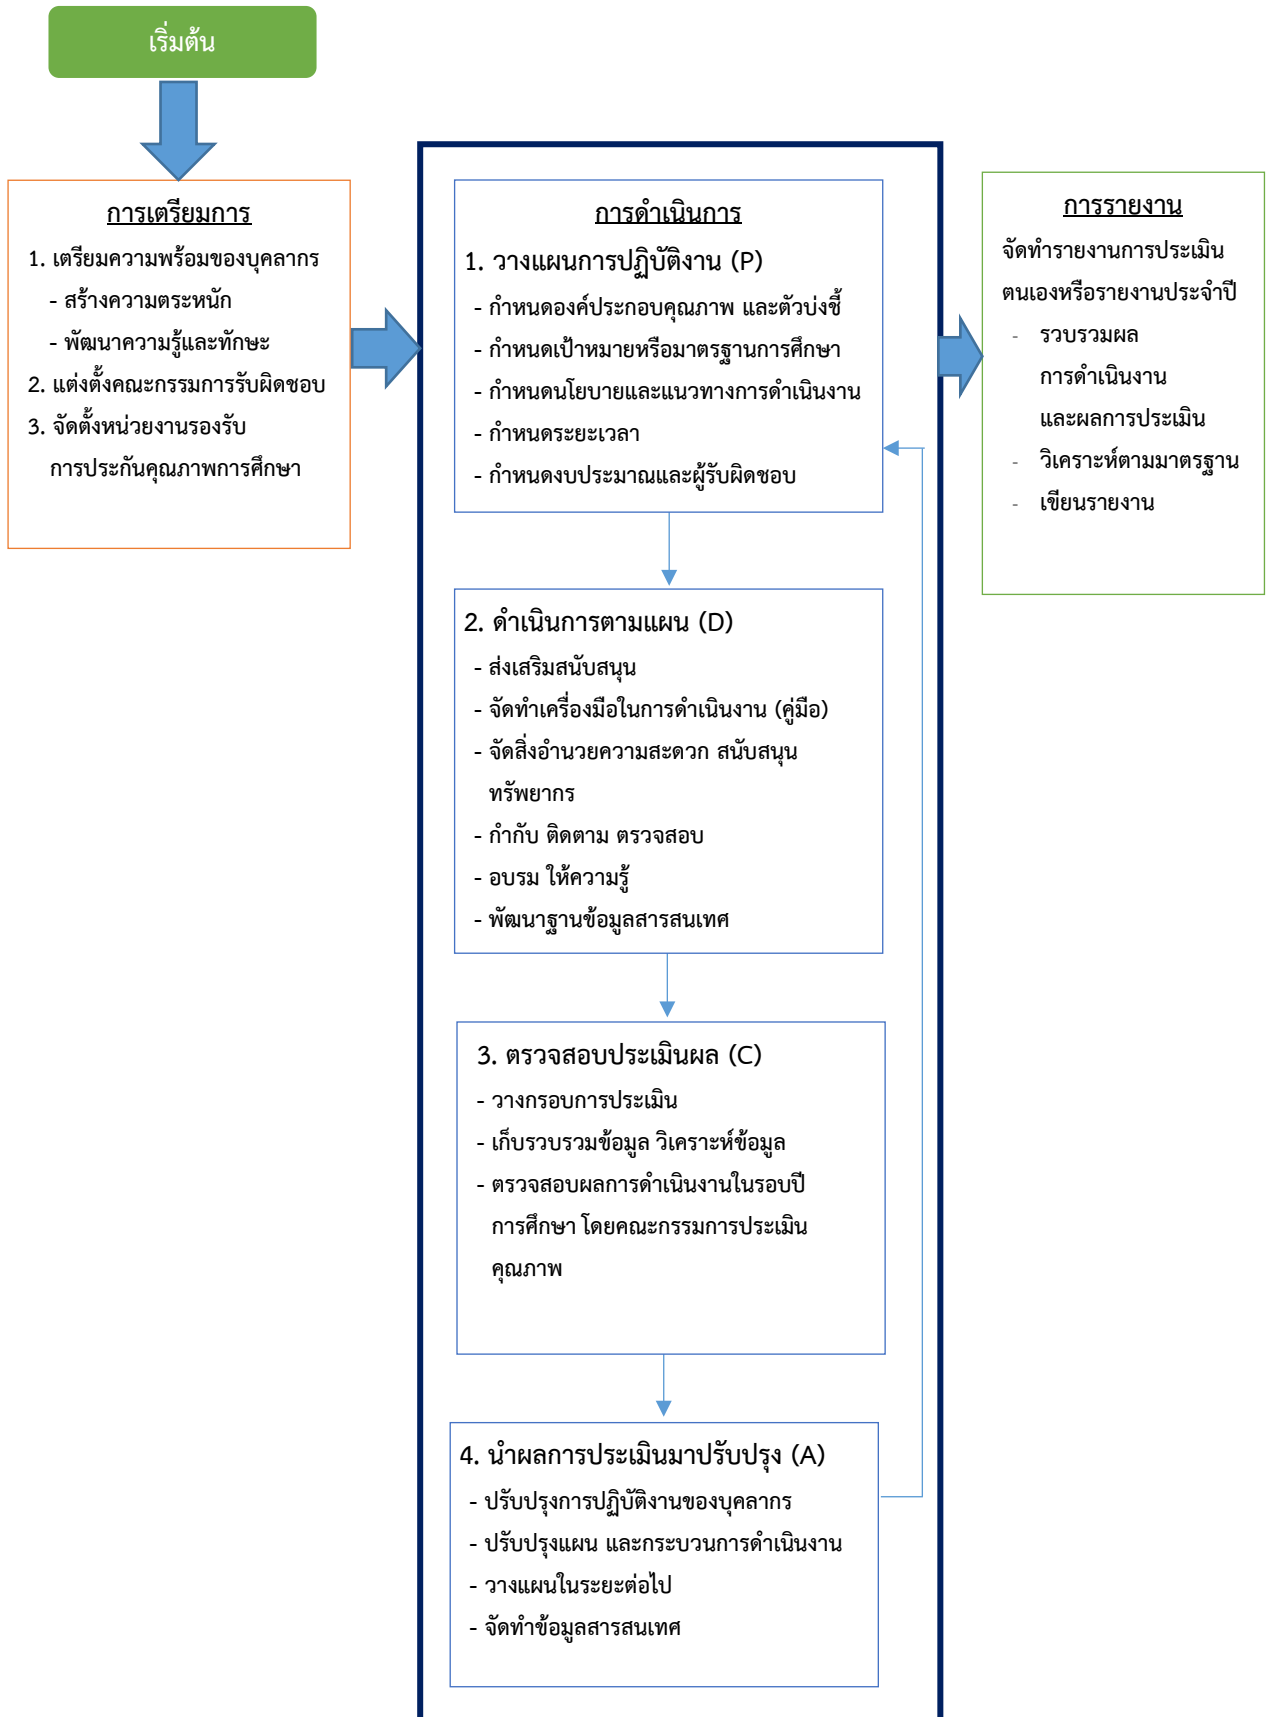 เริ่มต้น
การเตรียมการ
1. เตรียมความพร้อมของบุคลากร
- สร้างความตระหนัก
- พัฒนาความรู้และทักษะ
2. แต่งตั้งคณะกรรมการรับผิดชอบ
3. จัดตั้งหน่วยงานรองรับ
การประกันคุณภาพการศึกษา
การดำเนินการ
1. วางแผนการปฏิบัติงาน (P)
- กำหนดองค์ประกอบคุณภาพ และตัวบ่งชี้
- กำหนดเป้าหมายหรือมาตรฐานการศึกษา
- กำหนดนโยบายและแนวทางการดำเนินงาน
- กำหนดระยะเวลา
- กำหนดงบประมาณและผู้รับผิดชอบ
2. ดำเนินการตามแผน (D)
- ส่งเสริมสนับสนุน
- จัดทำเครื่องมือในการดำเนินงาน (คู่มือ)
- จัดสิ่งอำนวยความสะดวก สนับสนุน
ทรัพยากร
- กำกับ ติดตาม ตรวจสอบ
- อบรม ให้ความรู้
- พัฒนาฐานข้อมูลสารสนเทศ
3. ตรวจสอบประเมินผล (C)
- วางกรอบการประเมิน
- เก็บรวบรวมข้อมูล วิเคราะห์ข้อมูล
- ตรวจสอบผลการดำเนินงานในรอบปี
การศึกษา โดยคณะกรรมการประเมิน
คุณภาพ
4. นำผลการประเมินมาปรับปรุง (A)
- ปรับปรุงการปฏิบัติงานของบุคลากร
- ปรับปรุงแผน และกระบวนการดำเนินงาน
- วางแผนในระยะต่อไป
- จัดทำข้อมูลสารสนเทศ
การรายงาน
จัดทำรายงานการประเมิน
ตนเองหรือรายงานประจำปี
- รวบรวมผล
การดำเนินงาน
และผลการประเมิน
- วิเคราะห์ตามมาตรฐาน
- เขียนรายงาน